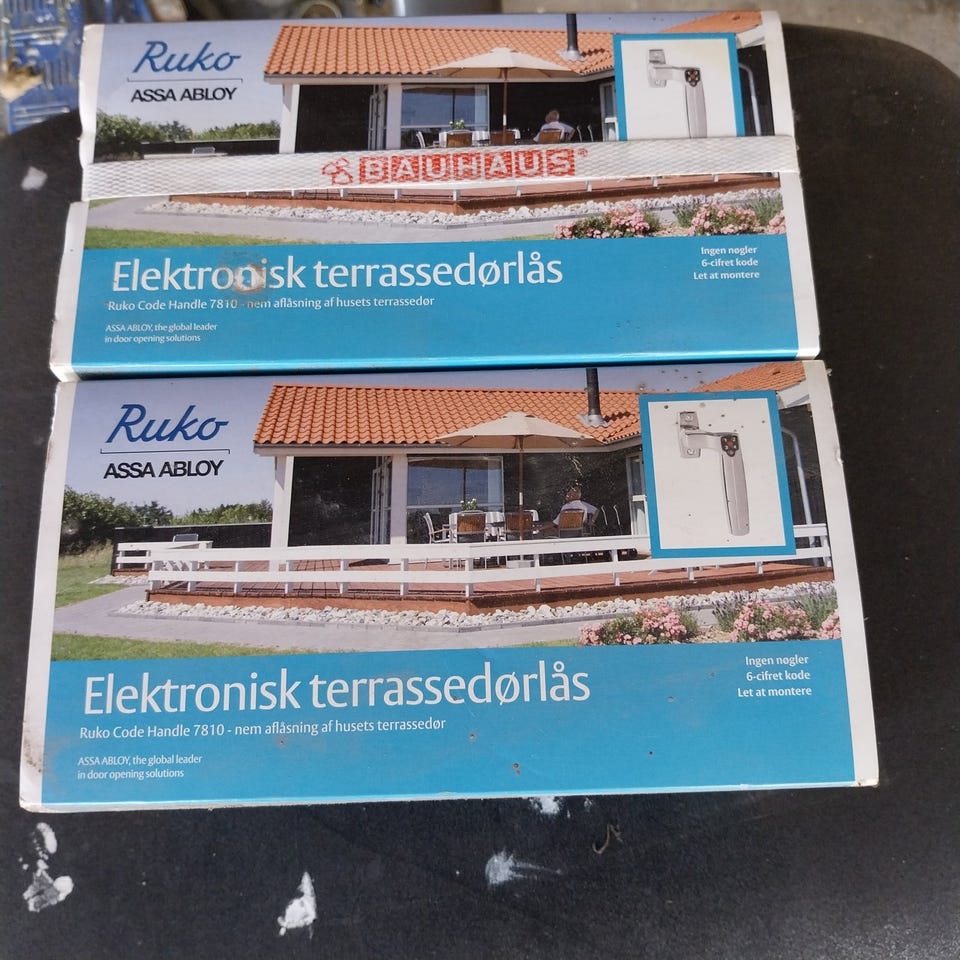 Ruko
ASSA ABLOY
BAUHAUS®
Elektronisk terrassedørlås
Ruko Code Handle 7810 - nem aflåsning af husets terrassedør
ASSA ABLOY, the global leader
in door opening solutions
Ingen nøgler
6-cifret kode
Let at montere
Ruko
ASSA ABLOY
Elektronisk terrassedørlås
Ruko Code Handle 7810 - nem aflåsning af husets terrassedør
ASSA ABLOY, the global leader
in door opening solutions
Ingen nøgler
6-cifret kode
Let at montere